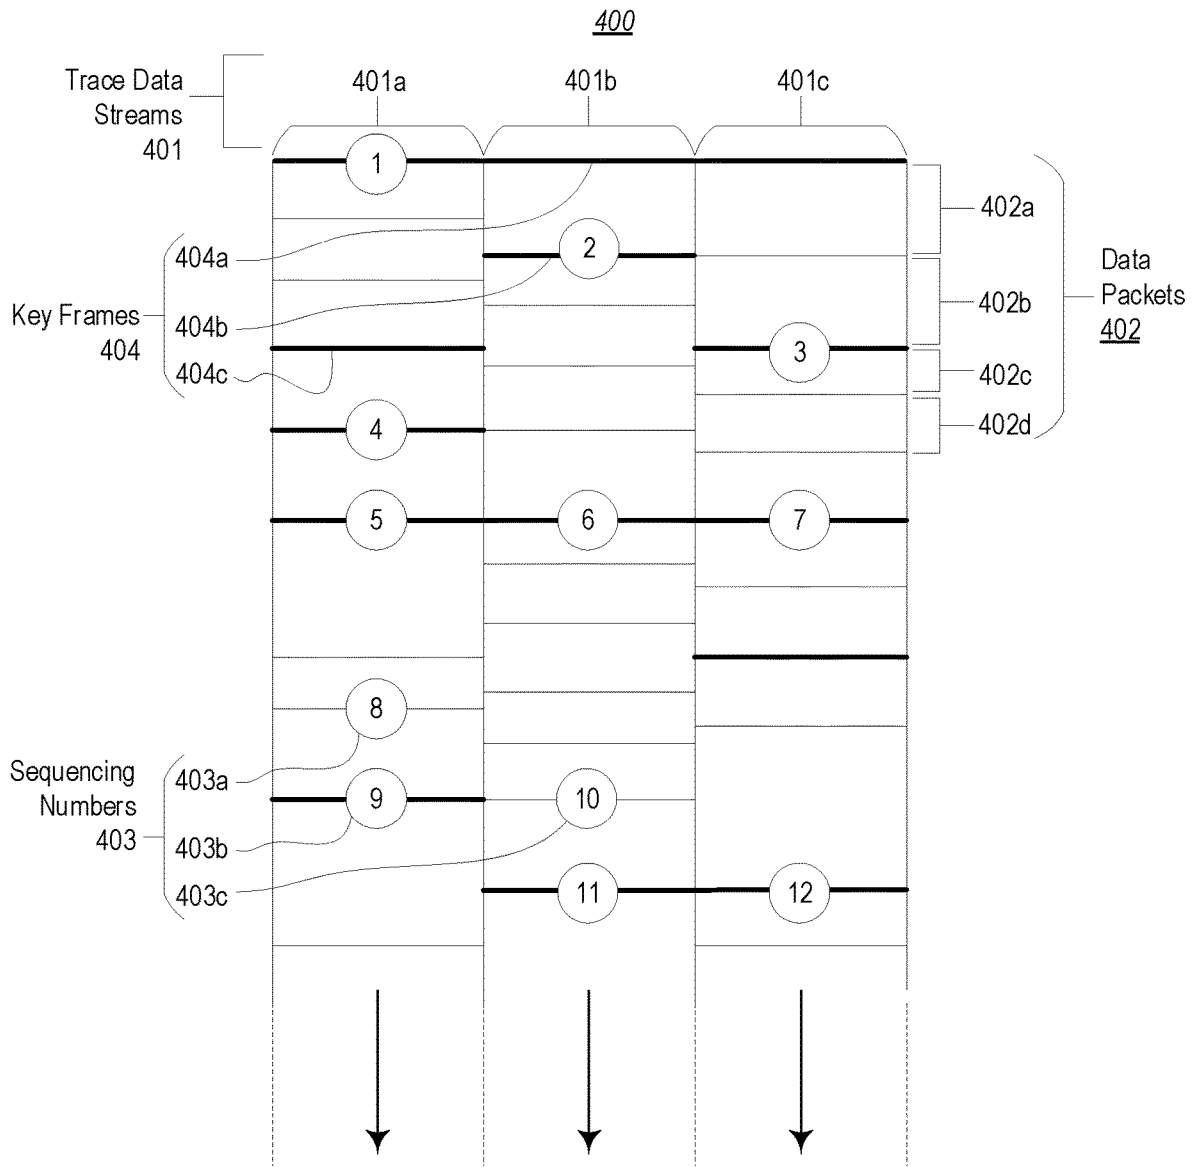 400
Trace Data
Streams
401
401a
401b
401c
1
402a
404a
2
Data
Packets
402
402b
Key Frames
404
404b
3
404c
402c
4
402d
5
6
7
8
Sequencing
Numbers
403
403a
9
10
403b
403c
11
12